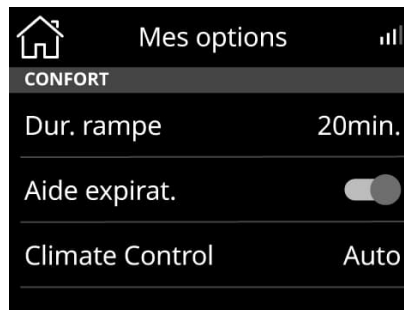 Mes options
CONFORT
Dur. rampe 20min.
Aide expirat.
Climate Control Auto